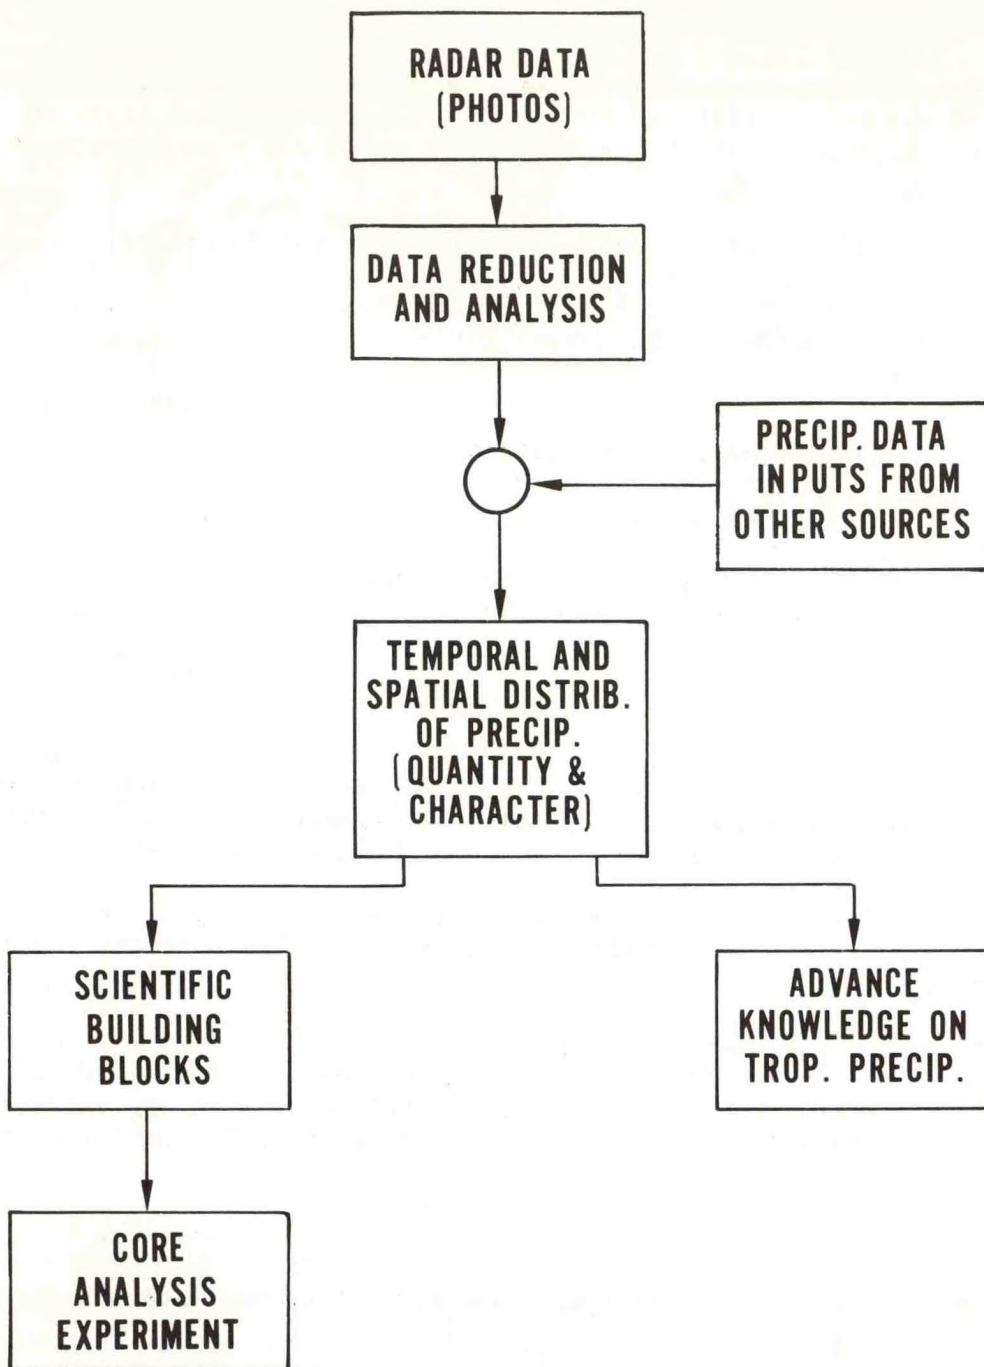 RADAR DATA
(PHOTOS)
DATA REDUCTION
AND ANALYSIS
PRECIP. DATA
INPUTS FROM
OTHER SOURCES
TEMPORAL AND
SPATIAL DISTRIB.
OF PRECIP.
(QUANTITY &
CHARACTER)
SCIENTIFIC
BUILDING
BLOCKS
ADVANCE
KNOWLEDGE ON
TROP. PRECIP.
CORE
ANALYSIS
EXPERIMENT